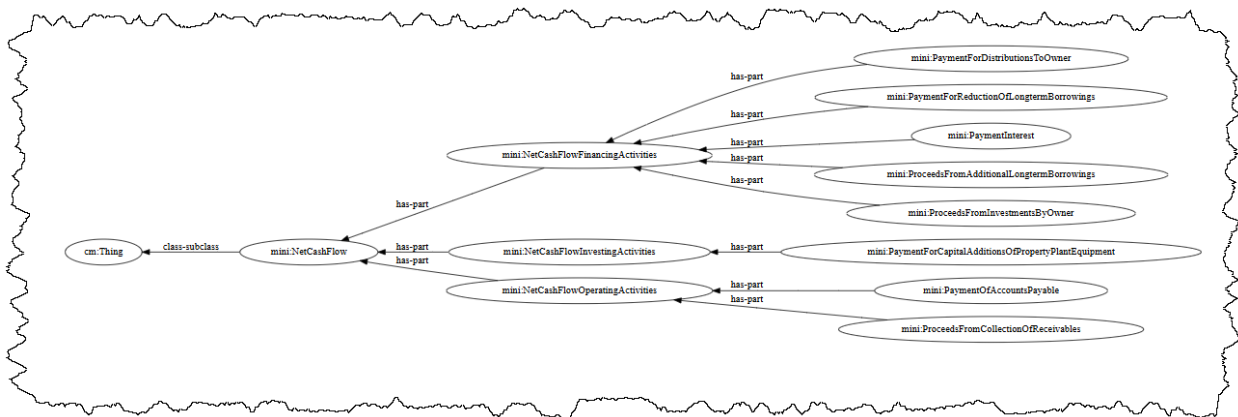 mini:PaymentForDistributionsToOwner
has-part
mini:PaymentForReductionOfLongtermBorrowings
has-part
mini:PaymentInterest
has-part
mini:NetCashFlowFinancingActivities
has-part
mini:ProceedsFromAdditionalLongtermBorrowings
has-part
has-part
mini:ProceedsFromInvestmentsByOwner
cm:Thing
class-subclass
mini:NetCashFlow
has-part
mini:NetCashFlowInvestingActivities
has-part
mini:PaymentForCapitalAdditionsOfPropertyPlantEquipment
has-part
mini:NetCashFlowOperatingActivities
has-part
mini:PaymentOfAccountsPayable
has-part
mini:ProceedsFromCollectionOfReceivables